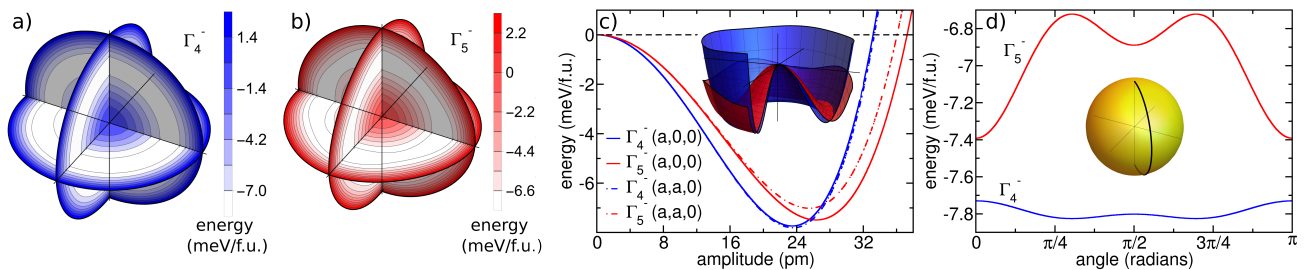 a)
Γ4-
1.4
−1.4
−4.2
−7.0
energy
(meV/f.u.)
b)
Γ5-
2.2
0
−2.2
−4.4
−6.6
energy
(meV/f.u.)
c)
energy (meV/f.u.)
0
-2
-4
-6
Γ4- (a,0,0)
Γ5- (a,0,0)
Γ4- (a,a,0)
Γ5- (a,a,0)
0 8 16 24 32
amplitude (pm)
d)
energy (meV/f.u.)
-6.8
-7
-7.2
-7.4
-7.6
-7.8
Γ5-
Γ4-
0 π/4 π/2 3π/4 π
angle (radians)